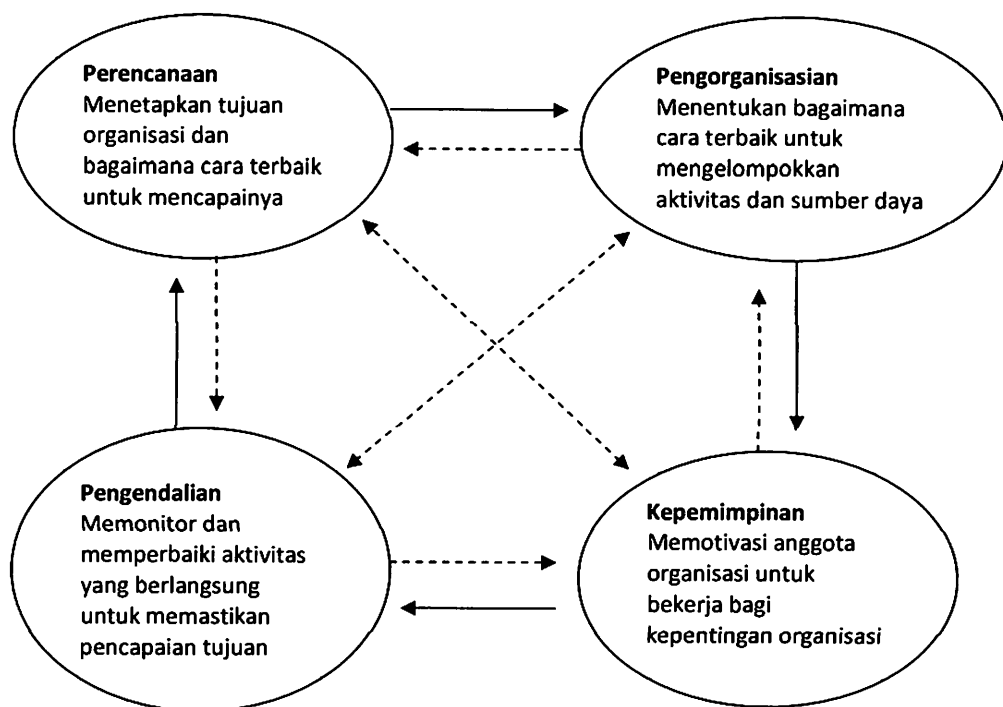 Perencanaan
Menetapkan tujuan
organisasi dan
bagaimana cara terbaik
untuk mencapainya
Pengorganisasian
Menentukan bagaimana
cara terbaik untuk
mengelompokkan
aktivitas dan sumber daya
Pengendalian
Memonitor dan
memperbaiki aktivitas
yang berlangsung
untuk memastikan
pencapaian tujuan
Kepemimpinan
Memotivasi anggota
organisasi untuk
bekerja bagi
kepentingan organisasi